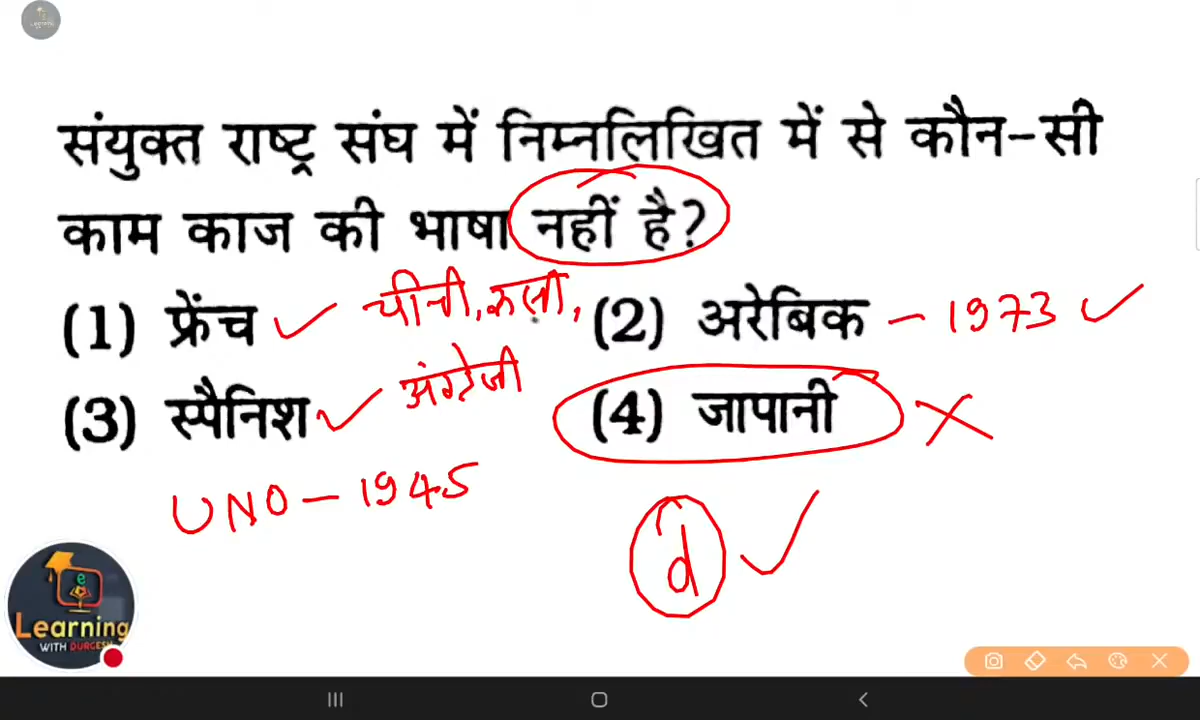 संयुक्त राष्ट्र संघ में निम्नलिखित में से कौन-सी
काम काज की भाषा नहीं है?
(1) फ्रेंच ✓ चीनी, रूसी, (2) अरेबिक – 1973 ✓
(3) स्पैनिश ✓ अंग्रेजी (4) जापानी ✗
UNO – 1945
d ✓
e
Learning
WITH DURGESH